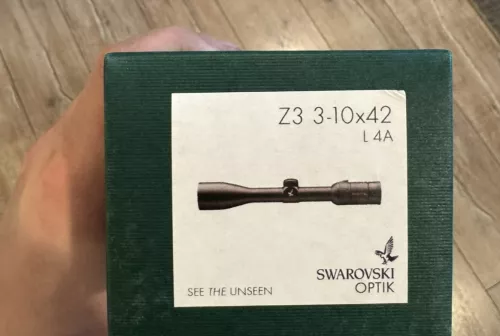 Z3 3-10x42
L 4A
SEE THE UNSEEN
SWAROVSKI
OPTIK